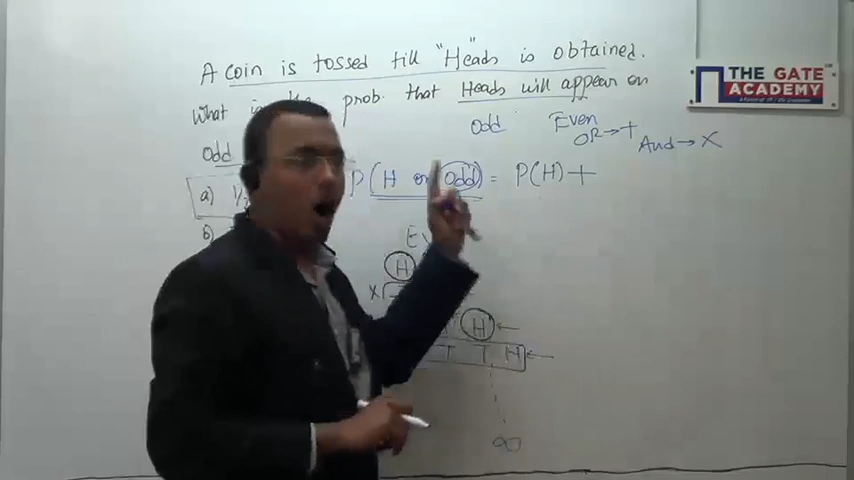 A coin is tossed till "Heads is obtained.
What is the prob. that Heads will appear on
odd Even
OR → + And → X
Odd
a) P(H on odd) = P(H) +
b)
H
X
H ←
T T H ←
∞
THE GATE
ACADEMY